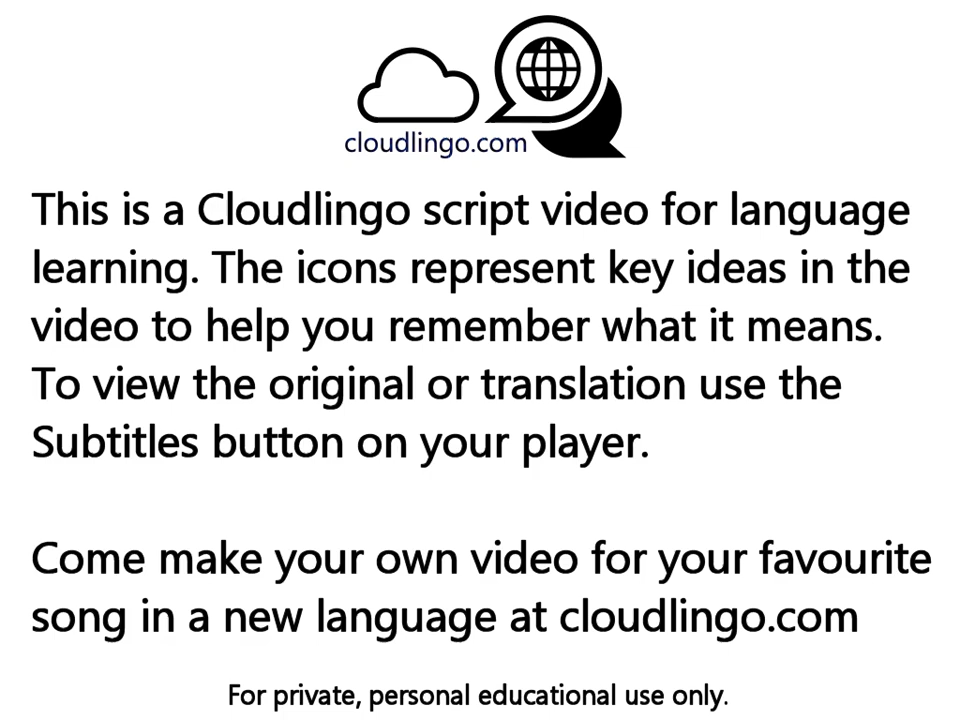 cloudlingo.com
This is a Cloudlingo script video for language
learning. The icons represent key ideas in the
video to help you remember what it means.
To view the original or translation use the
Subtitles button on your player.
Come make your own video for your favourite
song in a new language at cloudlingo.com
For private, personal educational use only.